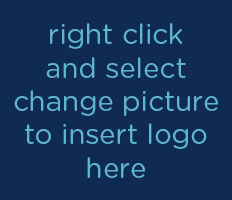 right click
and select
change picture
to insert logo
here